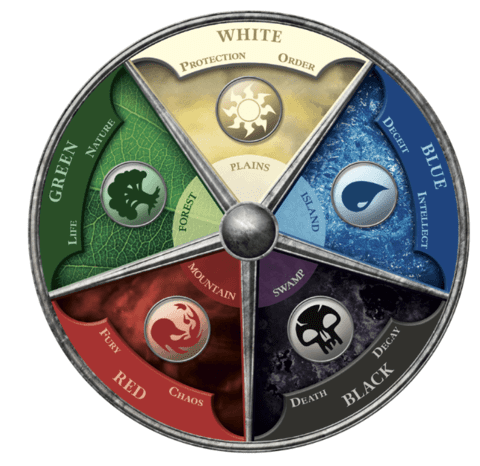 WHITE
PROTECTION
ORDER
PLAINS
BLUE
DECEIT
INTELLECT
ISLAND
BLACK
DECAY
DEATH
SWAMP
RED
FURY
CHAOS
MOUNTAIN
GREEN
NATURE
LIFE
FOREST